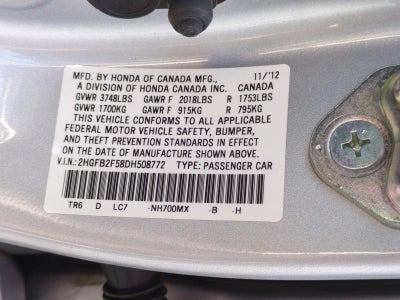 MFD. BY HONDA OF CANADA MFG., 11/'12
A DIVISION OF HONDA CANADA INC. CANADA
GVWR 3748LBS GAWR F 2018LBS R 1753LBS
GVWR 1700KG GAWR F 915KG R 795KG
THIS VEHICLE CONFORMS TO ALL APPLICABLE
FEDERAL MOTOR VEHICLE SAFETY, BUMPER,
AND THEFT PREVENTION STANDARDS IN EFFECT
ON THE DATE OF MANUFACTURE SHOWN ABOVE.
V.I.N.: 2HGFB2F58DH508772 TYPE: PASSENGER CAR
TR6 D LC7 -NH700MX -B -H